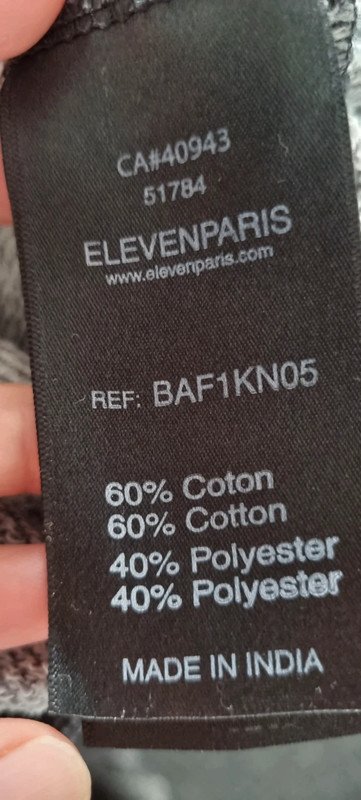 CA#40943
51784
ELEVENPARIS
www.elevenparis.com
REF: BAF1KN05
60% Coton
60% Cotton
40% Polyester
40% Polyester
MADE IN INDIA